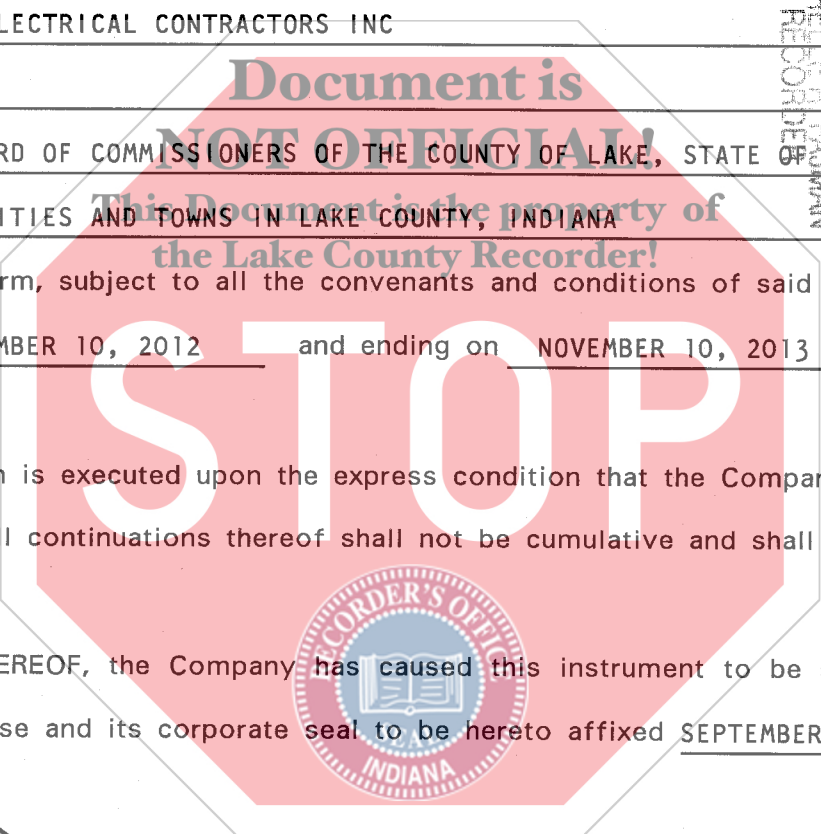 LECTRICAL CONTRACTORS INC
RECORDER
Document is
NOT OFFICIAL!
RD OF COMMISSIONERS OF THE COUNTY OF LAKE, STATE OF
This Document is the property of
ITIES AND TOWNS IN LAKE COUNTY, INDIANA
the Lake County Recorder!
rm, subject to all the convenants and conditions of said
MBER 10, 2012 and ending on NOVEMBER 10, 2013
STOP
n is executed upon the express condition that the Compan
l continuations thereof shall not be cumulative and shall
RECORDER'S OFFICE
EREOF, the Company has caused this instrument to be
se and its corporate seal to be hereto affixed SEPTEMBER
SEAL
INDIANA